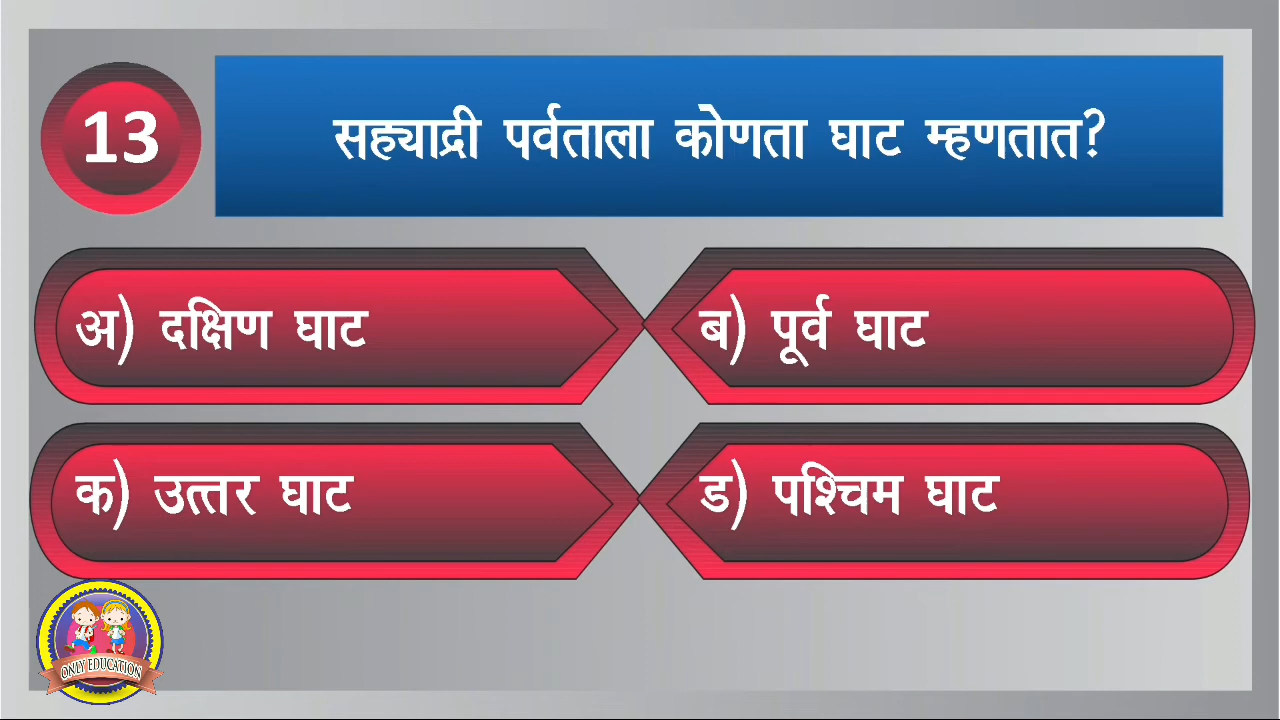 13
सह्याद्री पर्वताला कोणता घाट म्हणतात?
अ) दक्षिण घाट
ब) पूर्व घाट
क) उत्तर घाट
ड) पश्चिम घाट
ONLY EDUCATION